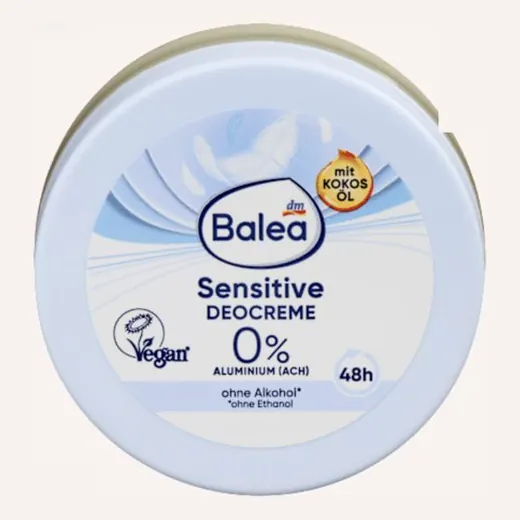 mit
KOKOS
ÖL
dm
Balea
Sensitive
DEOCREME
0%
ALUMINIUM (ACH)
Vegan
48h
ohne Alkohol*
*ohne Ethanol